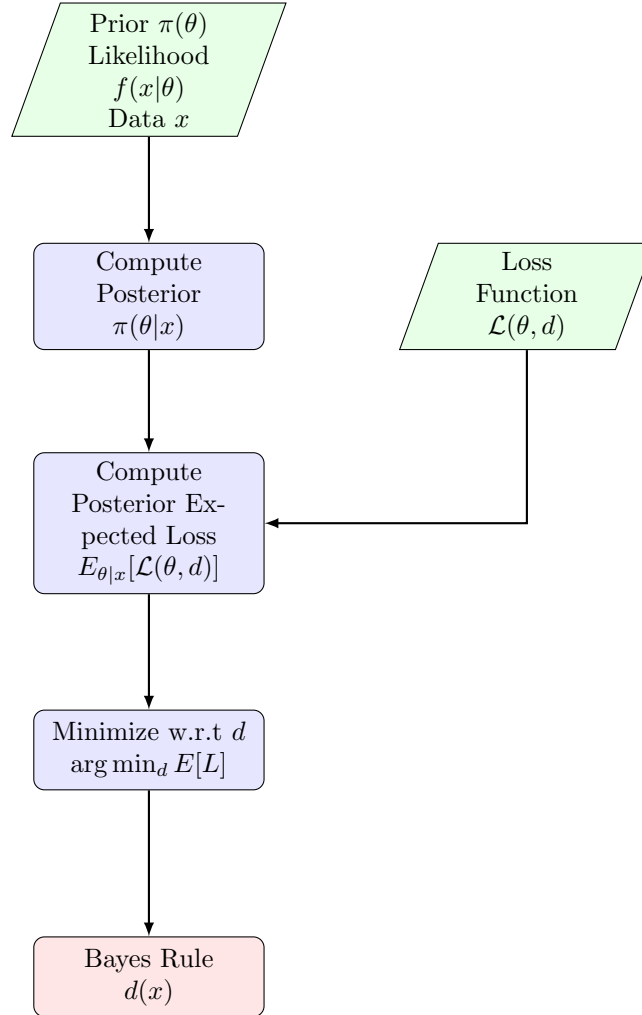 Prior π(θ)
Likelihood
f(x|θ)
Data x
Compute
Posterior
π(θ|x)
Loss
Function
ℒ(θ, d)
Compute
Posterior Ex-
pected Loss
E_{θ|x}[ℒ(θ, d)]
Minimize w.r.t d
arg min_d E[L]
Bayes Rule
d(x)